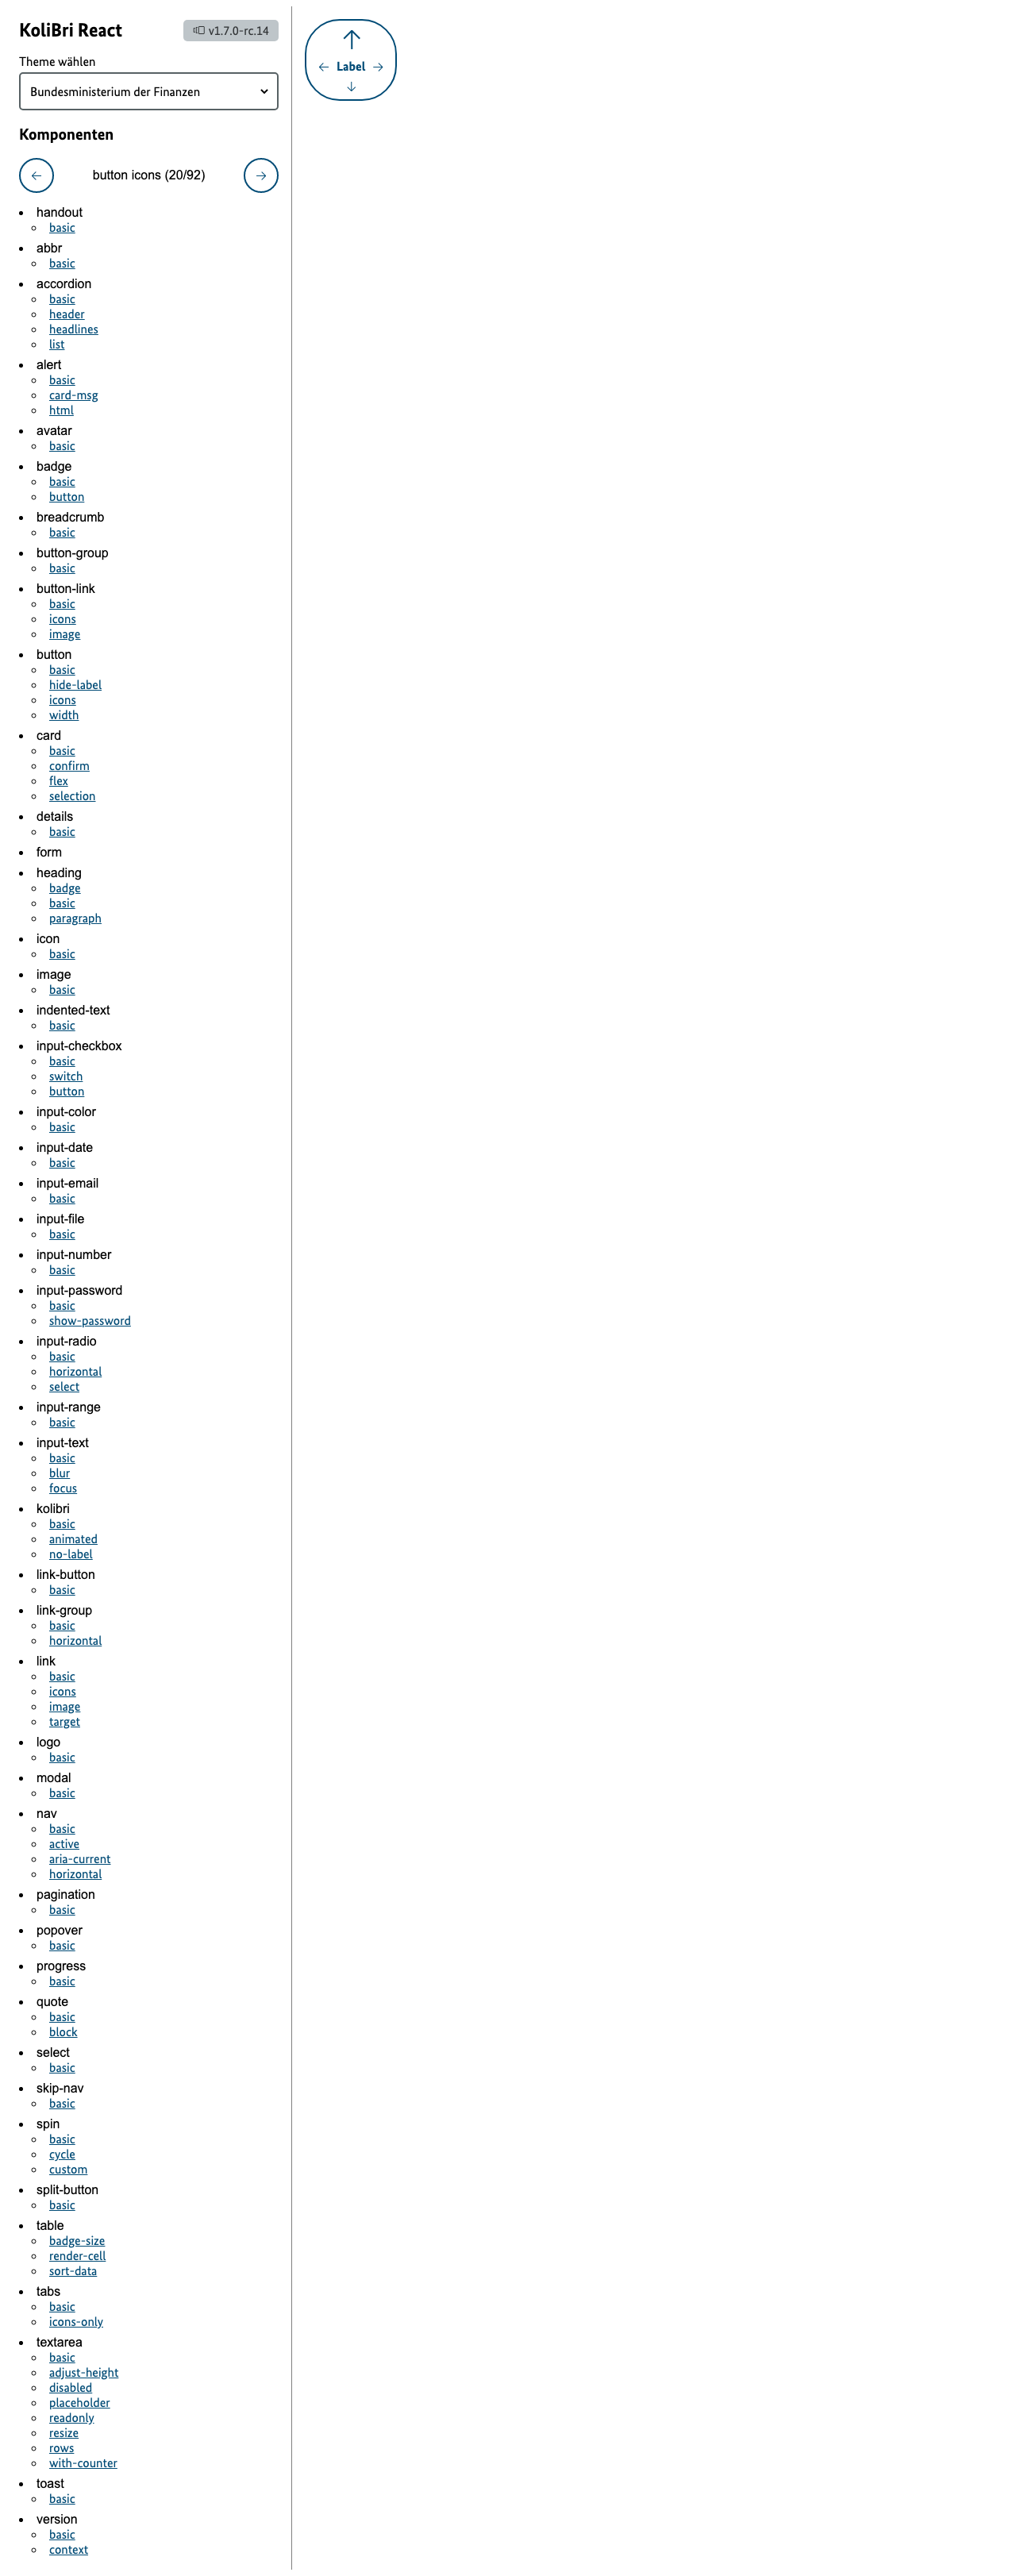 KoliBri React
v1.7.0-rc.14
Theme wählen
Bundesministerium der Finanzen
Komponenten
button icons (20/92)
handout
basic
abbr
basic
accordion
basic
header
headlines
list
alert
basic
card-msg
html
avatar
basic
badge
basic
button
breadcrumb
basic
button-group
basic
button-link
basic
icons
image
button
basic
hide-label
icons
width
card
basic
confirm
flex
selection
details
basic
form
heading
badge
basic
paragraph
icon
basic
image
basic
indented-text
basic
input-checkbox
basic
switch
button
input-color
basic
input-date
basic
input-email
basic
input-file
basic
input-number
basic
input-password
basic
show-password
input-radio
basic
horizontal
select
input-range
basic
input-text
basic
blur
focus
kolibri
basic
animated
no-label
link-button
basic
link-group
basic
horizontal
link
basic
icons
image
target
logo
basic
modal
basic
nav
basic
active
aria-current
horizontal
pagination
basic
popover
basic
progress
basic
quote
basic
block
select
basic
skip-nav
basic
spin
basic
cycle
custom
split-button
basic
table
badge-size
render-cell
sort-data
tabs
basic
icons-only
textarea
basic
adjust-height
disabled
placeholder
readonly
resize
rows
with-counter
toast
basic
version
basic
context
Label